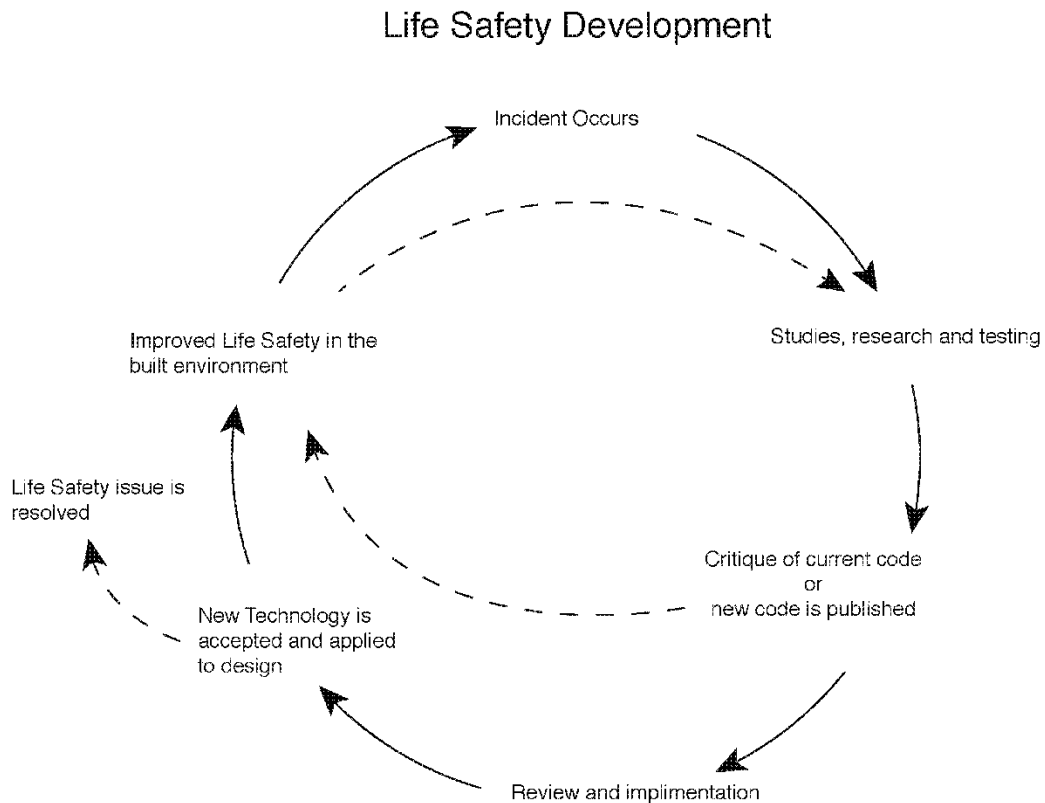 Life Safety Development
Incident Occurs
Studies, research and testing
Improved Life Safety in the
built environment
Life Safety issue is
resolved
Critique of current code
or
new code is published
New Technology is
accepted and applied
to design
Review and implimentation